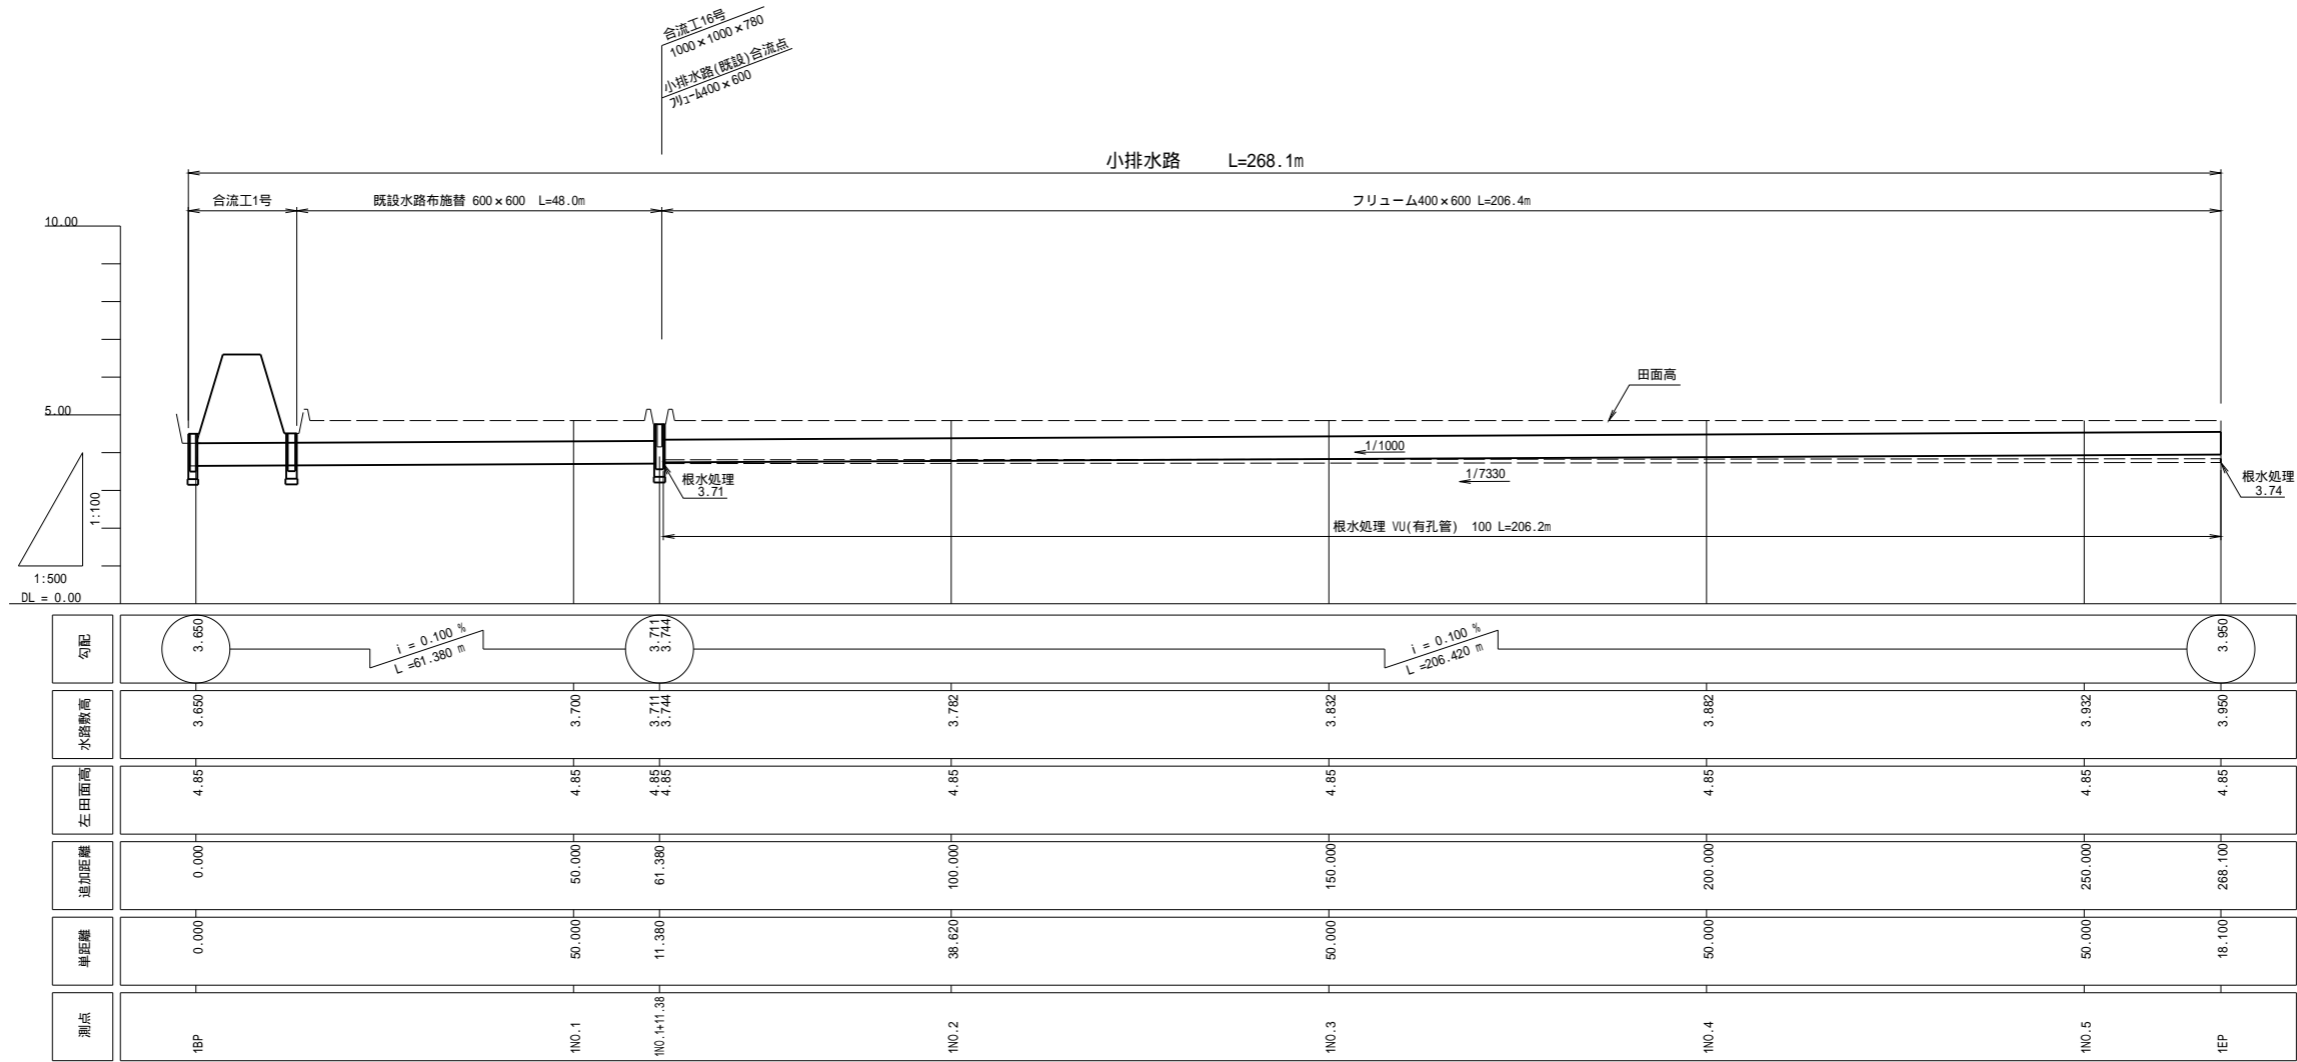 合流工16号
1000×1000×780
小排水路(既設)合流点
フリューム400×600
小排水路 L=268.1m
合流工1号
既設水路布施替 600×600 L=48.0m
フリューム400×600 L=206.4m
10.00
5.00
田面高
1/1000
1/7330
根水処理
3.71
根水処理
3.74
根水処理 VU(有孔管) 100 L=206.2m
1:100
1:500
DL = 0.00
勾配
3.650
i = 0.100 %
L =61.380 m
3.711
3.744
i = 0.100 %
L =206.420 m
3.950
水路敷高
3.650
3.700
3.711
3.744
3.782
3.832
3.882
3.932
3.950
左田面高
4.85
4.85
4.85
4.85
4.85
4.85
4.85
4.85
4.85
追加距離
0.000
50.000
61.380
100.000
150.000
200.000
250.000
268.100
単距離
0.000
50.000
11.380
38.620
50.000
50.000
50.000
18.100
測点
1BP
1NO.1
1NO.1+11.38
1NO.2
1NO.3
1NO.4
1NO.5
1EP